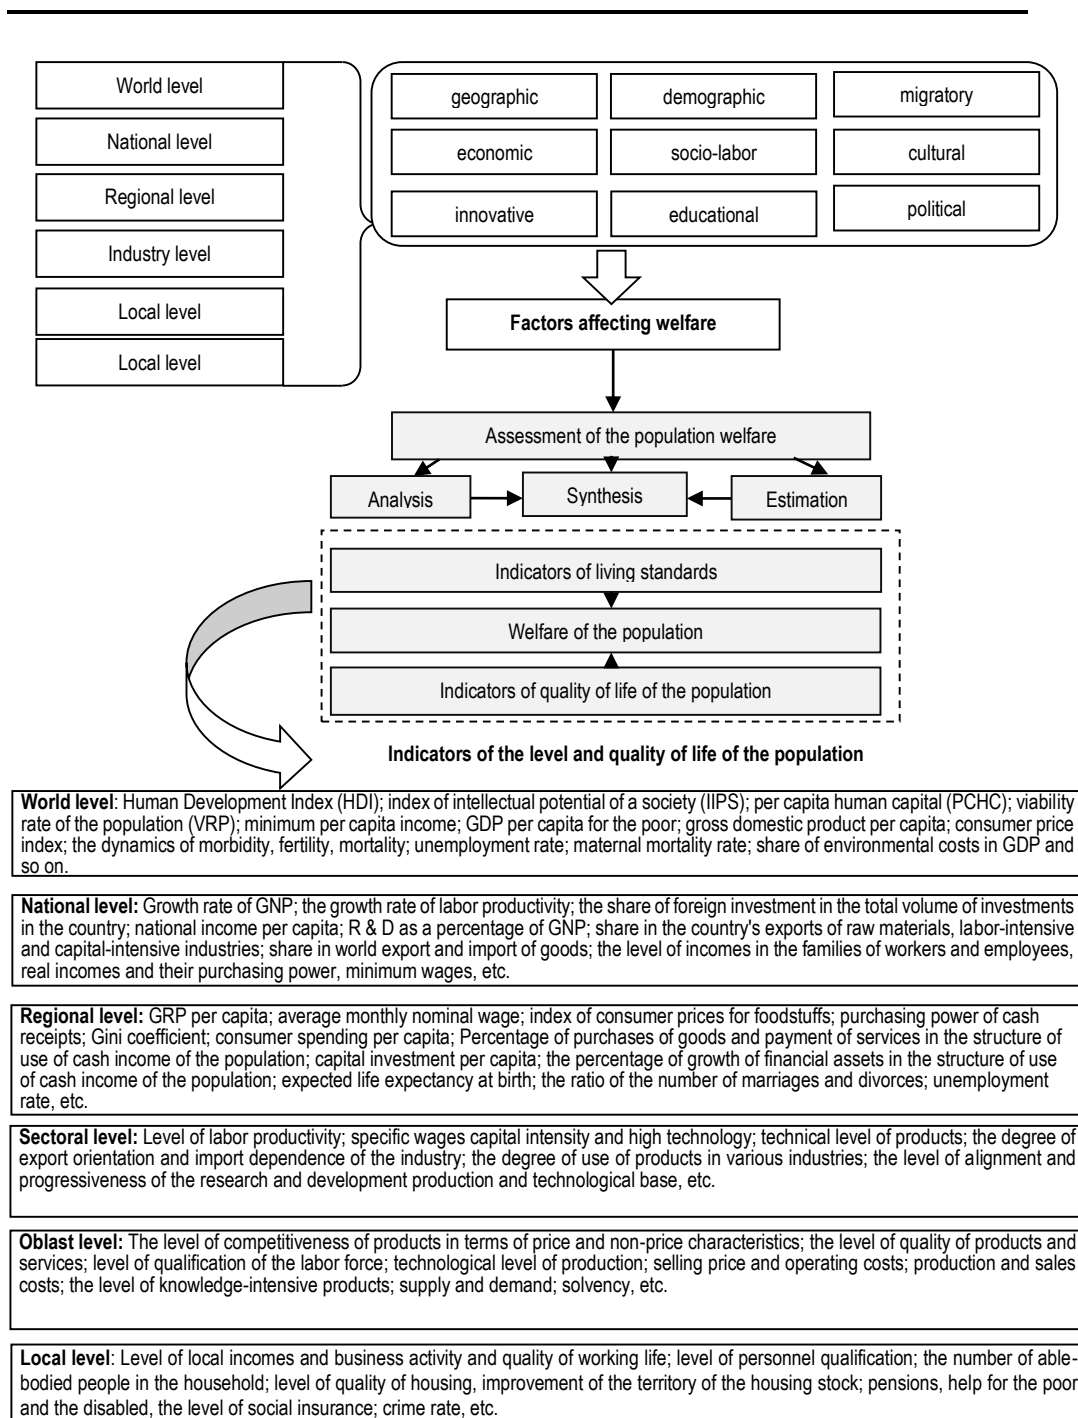 World level
National level
Regional level
Industry level
Local level
Local level
geographic
demographic
migratory
economic
socio-labor
cultural
innovative
educational
political
Factors affecting welfare
Assessment of the population welfare
Analysis
Synthesis
Estimation
Indicators of living standards
Welfare of the population
Indicators of quality of life of the population
Indicators of the level and quality of life of the population
World level: Human Development Index (HDI); index of intellectual potential of a society (IIPS); per capita human capital (PCHC); viability
rate of the population (VRP); minimum per capita income; GDP per capita for the poor; gross domestic product per capita; consumer price
index; the dynamics of morbidity, fertility, mortality; unemployment rate; maternal mortality rate; share of environmental costs in GDP and
so on.
National level: Growth rate of GNP; the growth rate of labor productivity; the share of foreign investment in the total volume of investments
in the country; national income per capita; R & D as a percentage of GNP; share in the country's exports of raw materials, labor-intensive
and capital-intensive industries; share in world export and import of goods; the level of incomes in the families of workers and employees,
real incomes and their purchasing power, minimum wages, etc.
Regional level: GRP per capita; average monthly nominal wage; index of consumer prices for foodstuffs; purchasing power of cash
receipts; Gini coefficient; consumer spending per capita; Percentage of purchases of goods and payment of services in the structure of
use of cash income of the population; capital investment per capita; the percentage of growth of financial assets in the structure of use
of cash income of the population; expected life expectancy at birth; the ratio of the number of marriages and divorces; unemployment
rate, etc.
Sectoral level: Level of labor productivity; specific wages capital intensity and high technology; technical level of products; the degree of
export orientation and import dependence of the industry; the degree of use of products in various industries; the level of alignment and
progressiveness of the research and development production and technological base, etc.
Oblast level: The level of competitiveness of products in terms of price and non-price characteristics; the level of quality of products and
services; level of qualification of the labor force; technological level of production; selling price and operating costs; production and sales
costs; the level of knowledge-intensive products; supply and demand; solvency, etc.
Local level: Level of local incomes and business activity and quality of working life; level of personnel qualification; the number of able-
bodied people in the household; level of quality of housing, improvement of the territory of the housing stock; pensions, help for the poor
and the disabled, the level of social insurance; crime rate, etc.